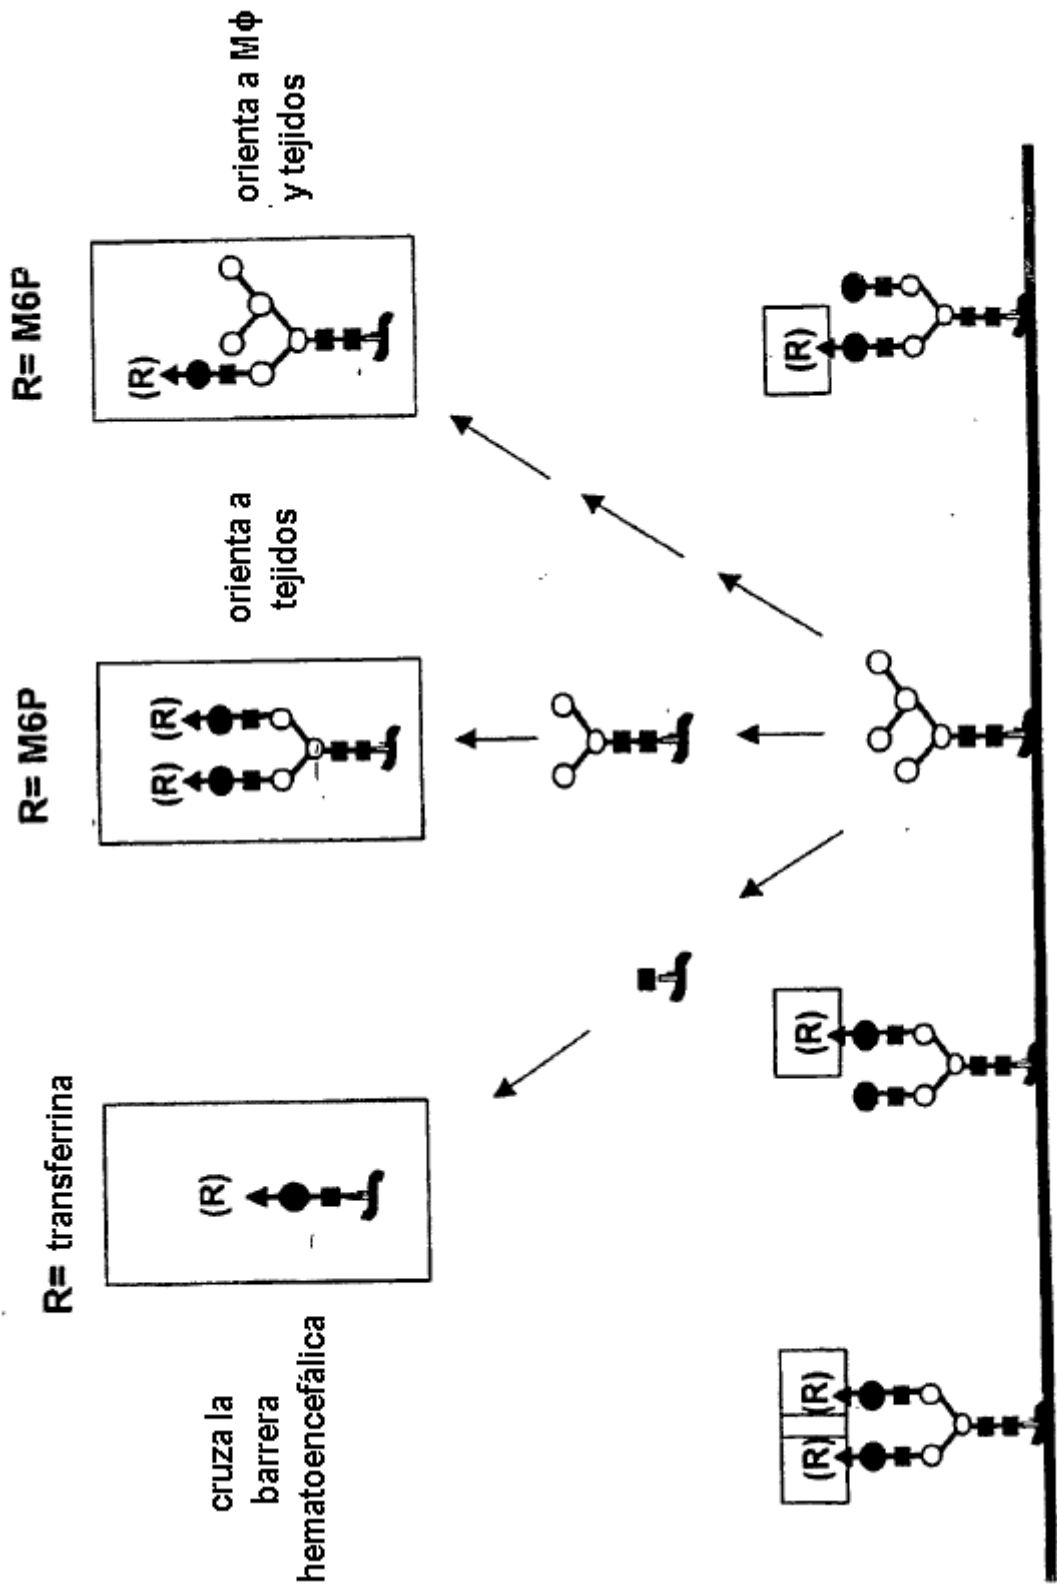 R= transferrina
R= M6P
R= M6P
cruza la
barrera
hematoencefálica
(R)
(R) (R)
orienta a
tejidos
(R)
orienta a Mϕ
y tejidos
(R) (R)
(R)
(R)